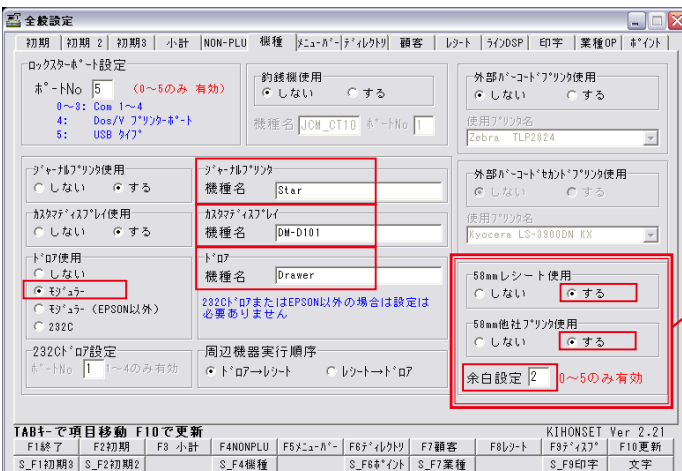 全般設定
初期 初期 2 初期3 小計 NON-PLU 機種 ﾒﾆｭｰﾊﾞｰ ﾃﾞｨﾚｸﾄﾘ 顧客 ﾚｼｰﾄ ﾗｲﾝDSP 印字 業種OP ﾎﾟｲﾝﾄ
ロックスターポｰﾄ設定
ﾎﾟｰﾄNo 5 (0～5のみ 有効)
0～3: Com 1～4
4: Dos/V ﾌﾟﾘﾝﾀｰﾎﾟｰﾄ
5: USB ﾀｲﾌﾟ
釣銭機使用
しない する
機種名 JCM_CT10 ﾎﾟｰﾄNo 1
外部ﾊﾞｰｺｰﾄﾞﾌﾟﾘﾝﾀ使用
しない する
使用ﾌﾟﾘﾝﾀ名
Zebra TLP2824
ｼﾞｬｰﾅﾙﾌﾟﾘﾝﾀ使用
しない する
ｼﾞｬｰﾅﾙﾌﾟﾘﾝﾀ
機種名 Star
外部ﾊﾞｰｺｰﾄﾞｾｶﾝﾄﾞﾌﾟﾘﾝﾀ使用
しない する
使用ﾌﾟﾘﾝﾀ名
Kyocera LS-3900DN KX
ｶｽﾀﾏﾃﾞｨｽﾌﾟﾚｲ使用
しない する
ｶｽﾀﾏﾃﾞｨｽﾌﾟﾚｲ
機種名 DM-D101
ﾄﾞﾛｱ使用
しない
ﾓｼﾞｭﾗｰ
ﾓｼﾞｭﾗｰ (EPSON以外)
232C
ﾄﾞﾛｱ
機種名 Drawer
232Cﾄﾞﾛｱまたは EPSON以外の場合は設定は
必要ありません
58mmレシート使用
しない する
58mm他社ﾌﾟﾘﾝﾀ使用
しない する
余白設定 2 0～5のみ有効
232Cﾄﾞﾛｱ設定
ﾎﾟｰﾄNo 1 1～4のみ有効
周辺機器実行順序
ﾄﾞﾛｱ→ﾚｼｰﾄ ﾚｼｰﾄ→ﾄﾞﾛｱ
TABｷｰで項目移動 F10で更新 KIHONSET Ver 2.21
F1終了 F2初期 F3 小計 F4NONPLU F5ﾒﾆｭｰﾊﾞｰ F6ﾃﾞｨﾚｸﾄﾘ F7顧客 F8ﾚｼｰﾄ F9ﾃﾞｨｽﾌﾟ F10更新
S_F1初期3 S_F2初期2 S_F4機種 S_F6ﾎﾟｲﾝﾄ S_F7業種 S_F9印字 文字